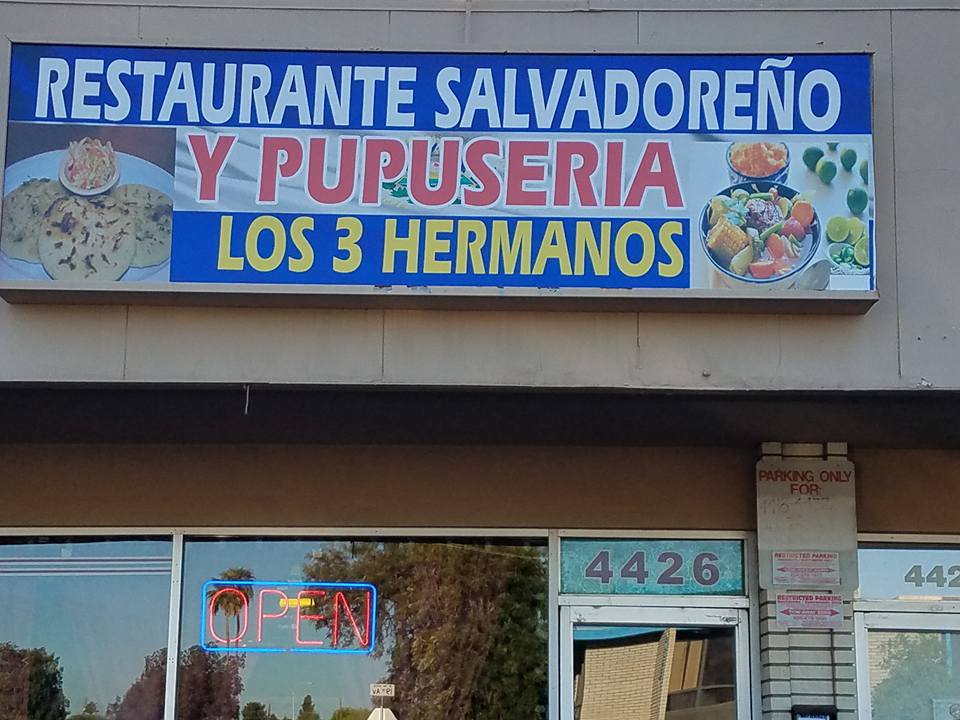 RESTAURANTE SALVADOREÑO
Y PUPUSERIA
LOS 3 HERMANOS
PARKING ONLY
FOR:
OPEN
4426
442
RESTRICTED PARKING
RESTRICTED PARKING